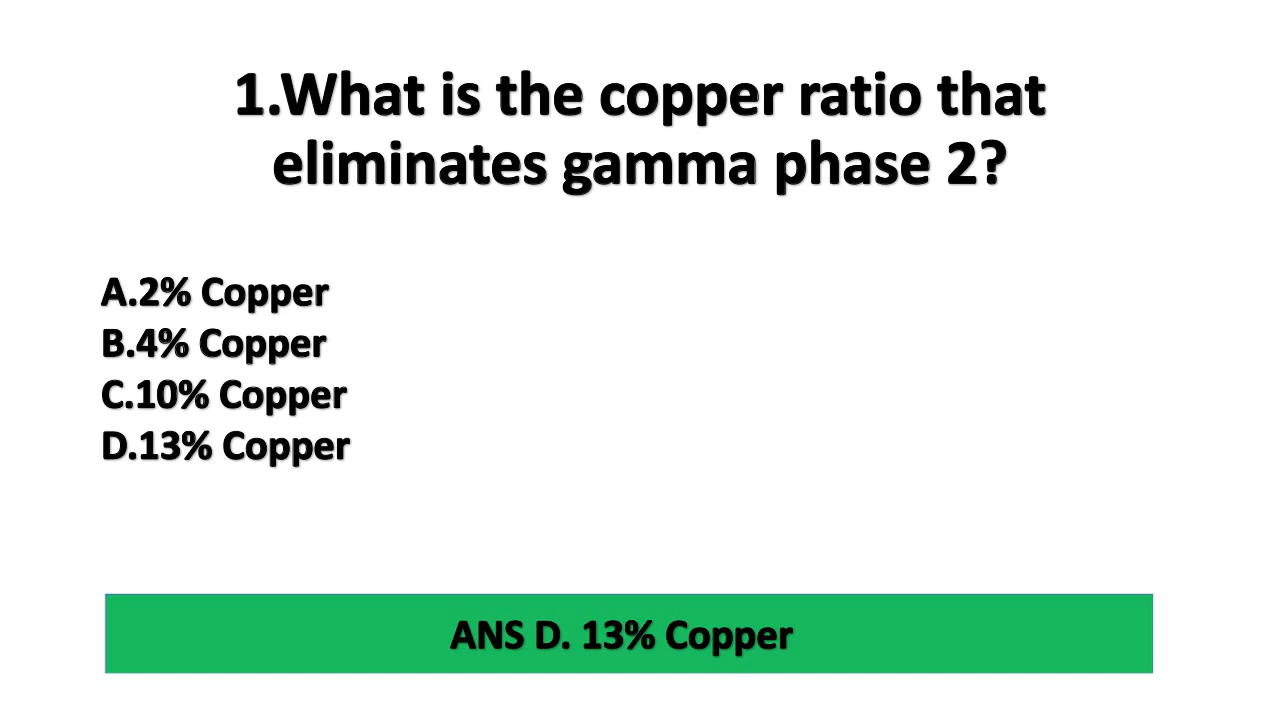 1.What is the copper ratio that
eliminates gamma phase 2?
A.2% Copper
B.4% Copper
C.10% Copper
D.13% Copper
ANS D. 13% Copper